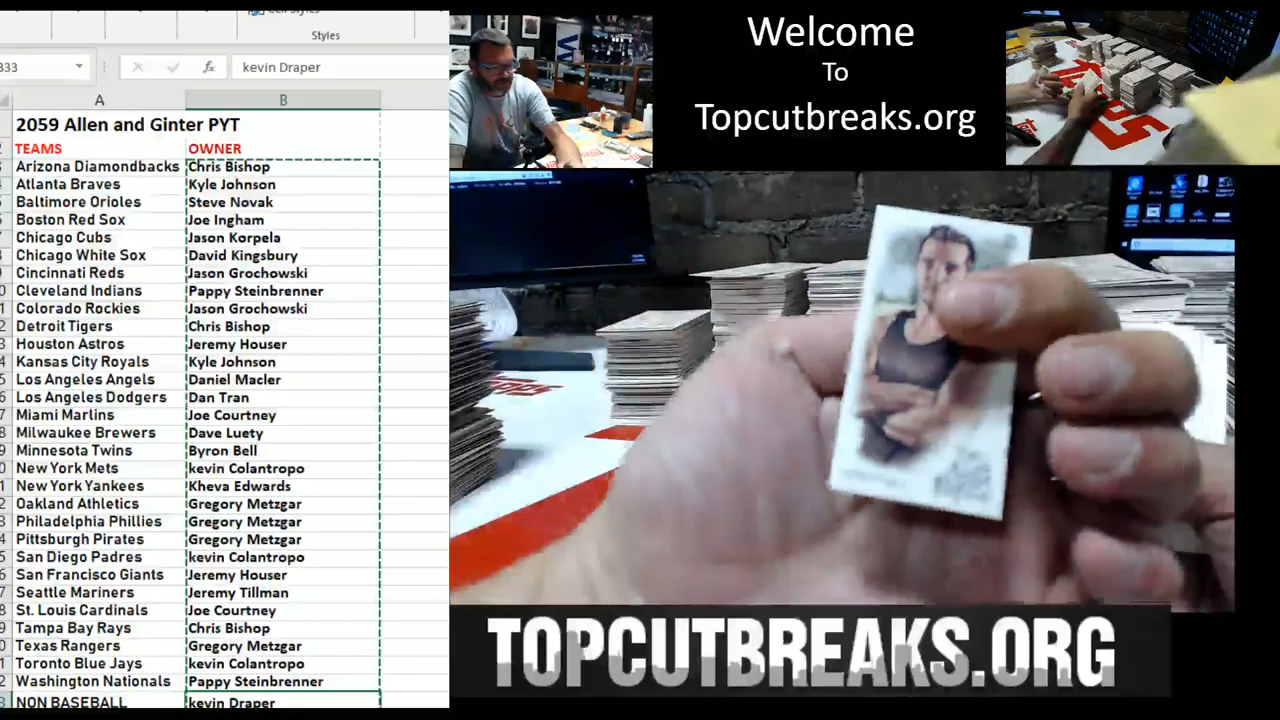 Styles
333
fx
kevin Draper
A
B
2059 Allen and Ginter PYT
TEAMS OWNER
Arizona Diamondbacks Chris Bishop
Atlanta Braves Kyle Johnson
Baltimore Orioles Steve Novak
Boston Red Sox Joe Ingham
Chicago Cubs Jason Korpela
Chicago White Sox David Kingsbury
Cincinnati Reds Jason Grochowski
Cleveland Indians Pappy Steinbrenner
Colorado Rockies Jason Grochowski
Detroit Tigers Chris Bishop
Houston Astros Jeremy Houser
Kansas City Royals Kyle Johnson
Los Angeles Angels Daniel Macler
Los Angeles Dodgers Dan Tran
Miami Marlins Joe Courtney
Milwaukee Brewers Dave Luety
Minnesota Twins Byron Bell
New York Mets kevin Colantropo
New York Yankees Kheva Edwards
Oakland Athletics Gregory Metzgar
Philadelphia Phillies Gregory Metzgar
Pittsburgh Pirates Gregory Metzgar
San Diego Padres kevin Colantropo
San Francisco Giants Jeremy Houser
Seattle Mariners Jeremy Tillman
St. Louis Cardinals Joe Courtney
Tampa Bay Rays Chris Bishop
Texas Rangers Gregory Metzgar
Toronto Blue Jays kevin Colantropo
Washington Nationals Pappy Steinbrenner
NON BASEBALL kevin Draper
Welcome
To
Topcutbreaks.org
TOPCUTBREAKS.ORG